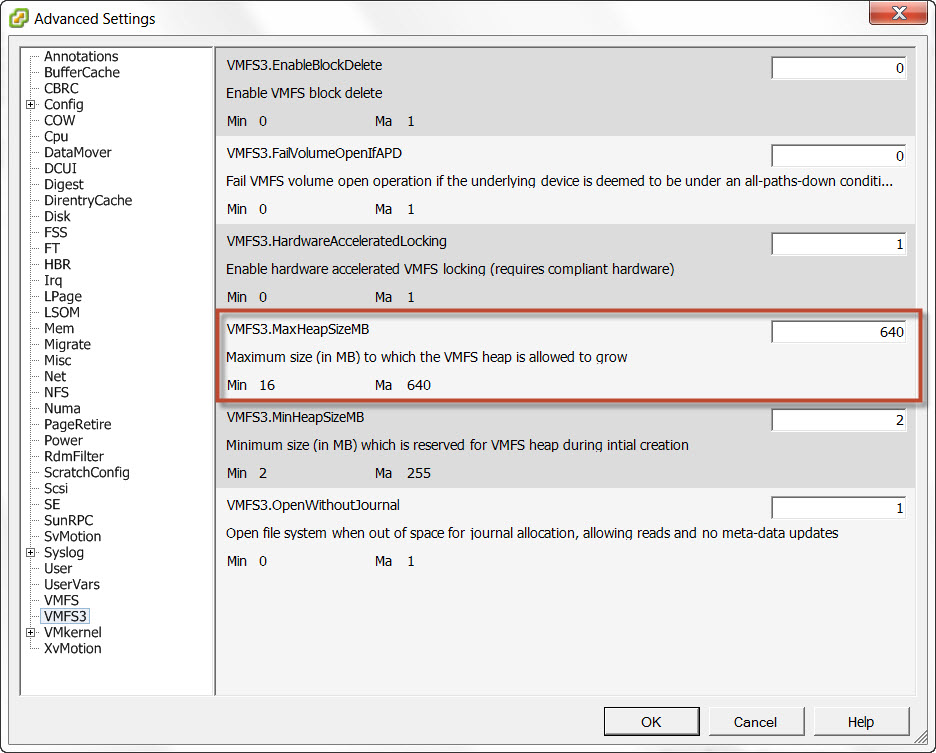 Advanced Settings
Annotations
BufferCache
CBRC
Config
COW
Cpu
DataMover
DCUI
Digest
DirentryCache
Disk
FSS
FT
HBR
Irq
LPage
LSOM
Mem
Migrate
Misc
Net
NFS
Numa
PageRetire
Power
RdmFilter
ScratchConfig
Scsi
SE
SunRPC
SvMotion
Syslog
User
UserVars
VMFS
VMFS3
VMkernel
XvMotion
VMFS3.EnableBlockDelete 0
Enable VMFS block delete
Min 0 Ma 1
VMFS3.FailVolumeOpenIfAPD 0
Fail VMFS volume open operation if the underlying device is deemed to be under an all-paths-down conditi...
Min 0 Ma 1
VMFS3.HardwareAcceleratedLocking 1
Enable hardware accelerated VMFS locking (requires compliant hardware)
Min 0 Ma 1
VMFS3.MaxHeapSizeMB 640
Maximum size (in MB) to which the VMFS heap is allowed to grow
Min 16 Ma 640
VMFS3.MinHeapSizeMB 2
Minimum size (in MB) which is reserved for VMFS heap during intial creation
Min 2 Ma 255
VMFS3.OpenWithoutJournal 1
Open file system when out of space for journal allocation, allowing reads and no meta-data updates
Min 0 Ma 1
OK Cancel Help